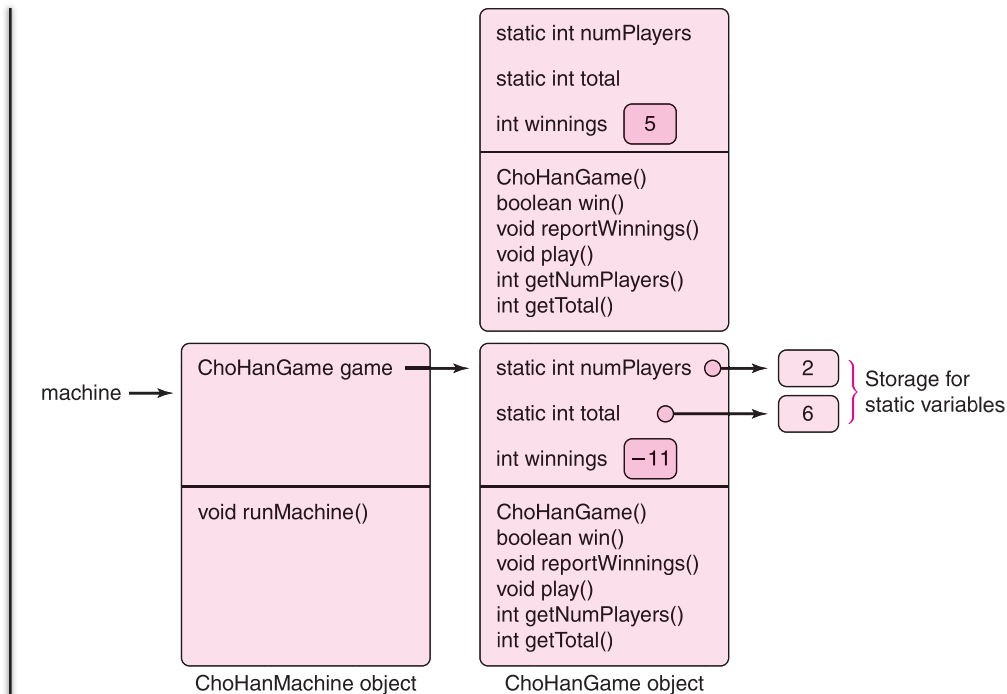 static int numPlayers
static int total
int winnings 5
ChoHanGame()
boolean win()
void reportWinnings()
void play()
int getNumPlayers()
int getTotal()
machine
ChoHanGame game
void runMachine()
ChoHanMachine object
static int numPlayers
static int total
int winnings −11
ChoHanGame()
boolean win()
void reportWinnings()
void play()
int getNumPlayers()
int getTotal()
ChoHanGame object
2
6
Storage for
static variables